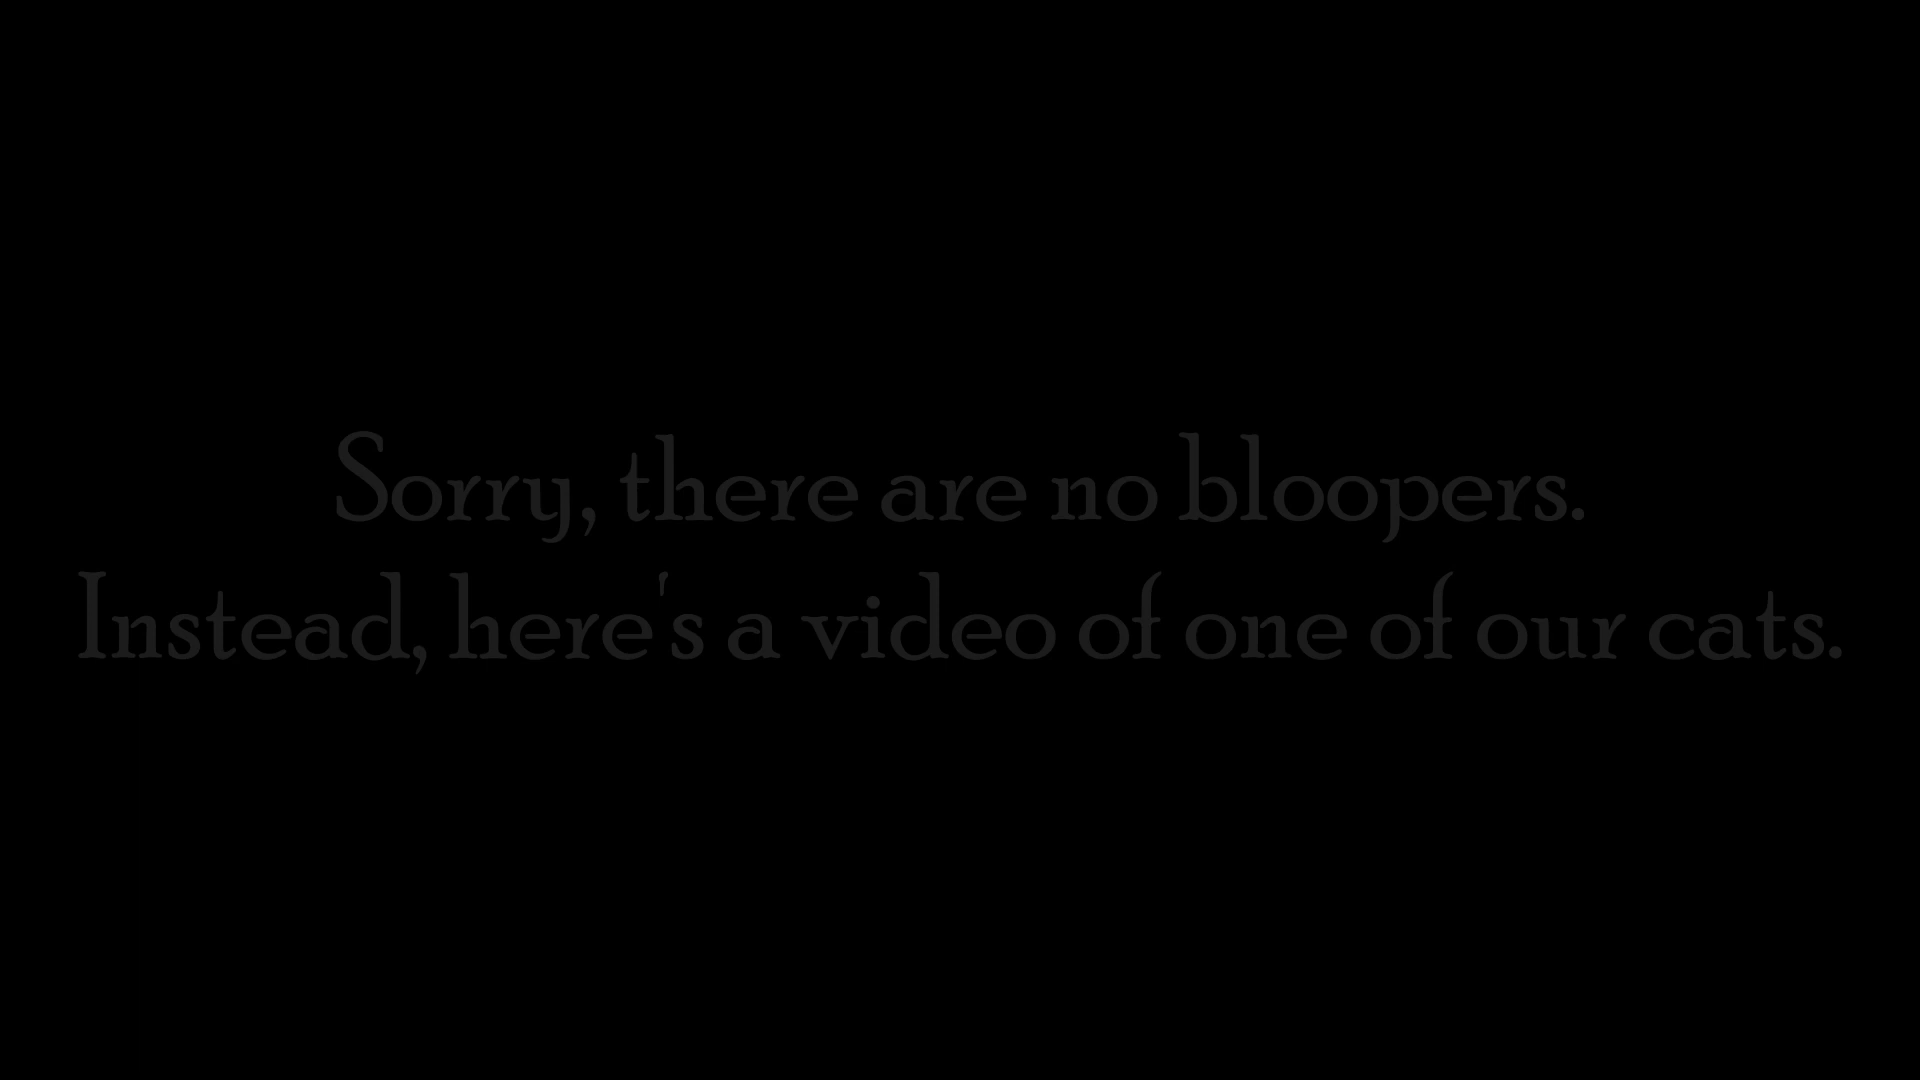 Sorry, there are no bloopers.
Instead, here's a video of one of our cats.